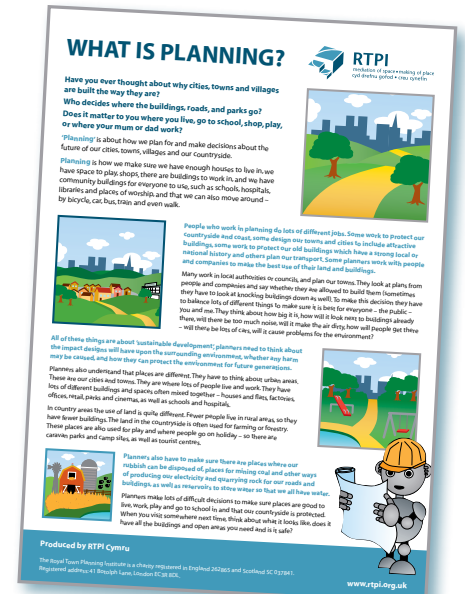 WHAT IS PLANNING?
RTPI
mediation of space • making of place
cyd drefnu gofod • creu cynefin
Have you ever thought about why cities, towns and villages
are built the way they are?
Who decides where the buildings, roads, and parks go?
Does it matter to you where you live, go to school, shop, play,
or where your mum or dad work?
'Planning' is about how we plan for and make decisions about the
future of our cities, towns, villages and our countryside.
Planning is how we make sure we have enough houses to live in, we
have space to play, shops, there are buildings to work in, and we have
community buildings for everyone to use, such as schools, hospitals,
libraries and places of worship, and that we can also move around –
by bicycle, car, bus, train and even walk.
People who work in planning do lots of different jobs. Some work to protect our
countryside and coast, some design our towns and cities to include attractive
buildings, some work to protect our old buildings which have a strong local or
national history and others plan our transport. Some planners work with people
and companies to make the best use of their land and buildings.
Many work in local authorities or councils, and plan our towns. They look at plans from
people and companies and say whether they are allowed to build them (sometimes
they have to look at knocking buildings down as well). To make this decision they have
to balance lots of different things to make sure it is best for everyone – the public –
you and me. They think about how big it is, how will it look next to buildings already
there, will there be too much noise, will it make the air dirty, how will people get there
– will there be lots of cars, will it cause problems for the environment?
All of these things are about 'sustainable development', planners need to think about
the impact designs will have upon the surrounding environment, whether any harm
may be caused, and how they can protect the environment for future generations.
Planners also understand that places are different. They have to think about urban areas.
These are our cities and towns. They are where lots of people live and work. They have
lots of different buildings and spaces often mixed together – houses and flats, factories,
offices, retail, parks and cinemas, as well as schools and hospitals.
In country areas the use of land is quite different. Fewer people live in rural areas, so they
have fewer buildings. The land in the countryside is often used for farming or forestry.
These places are also used for play and where people go on holiday – so there are
caravan parks and camp sites, as well as tourist centres.
Planners also have to make sure there are places where our
rubbish can be disposed of, places for mining coal and other ways
of producing our electricity and quarrying rock for our roads and
buildings, as well as reservoirs to store water so that we all have water.
Planners make lots of difficult decisions to make sure places are good to
live, work, play and go to school in and that our countryside is protected.
When you visit somewhere next time, think about what it looks like, does it
have all the buildings and open areas you need and is it safe?
Produced by RTPI Cymru
The Royal Town Planning Institute is a charity registered in England 262865 and Scotland SC 037841.
Registered address: 41 Botolph Lane, London EC3R 8DL.
www.rtpi.org.uk